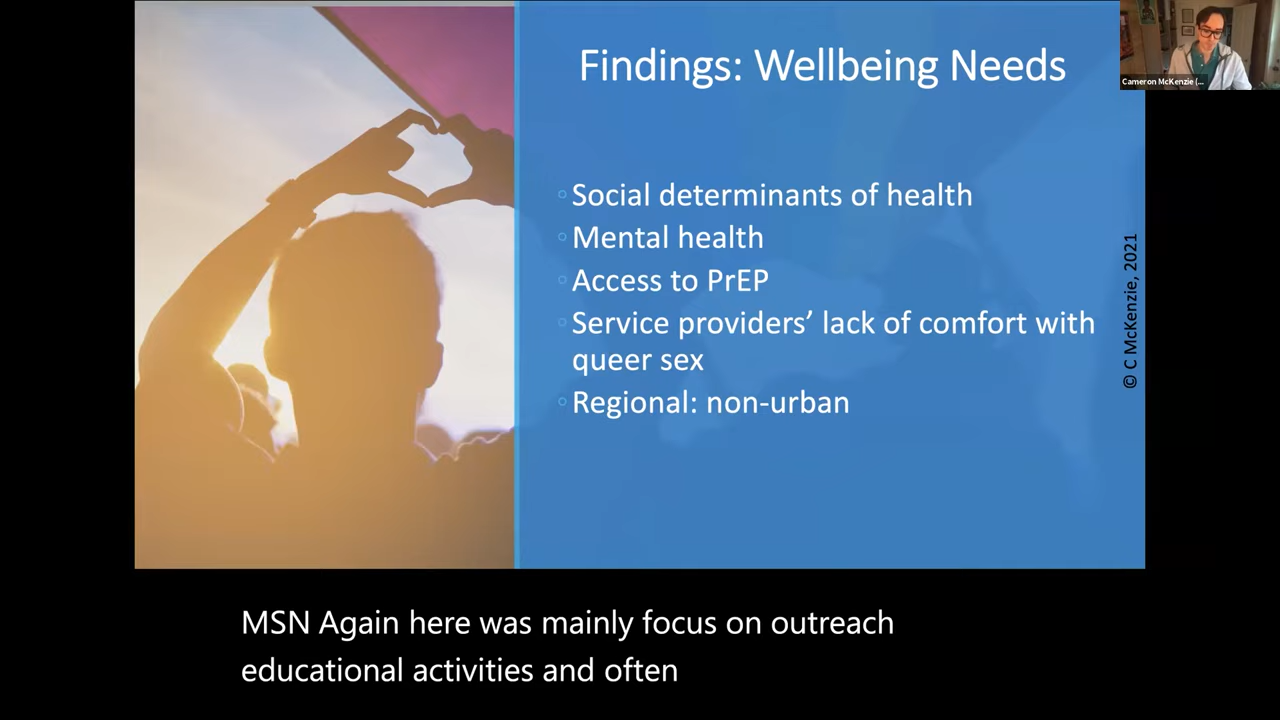 Findings: Wellbeing Needs
Social determinants of health
Mental health
Access to PrEP
Service providers’ lack of comfort with
queer sex
Regional: non-urban
© C McKenzie, 2021
Cameron McKenzie (...
MSN Again here was mainly focus on outreach
educational activities and often